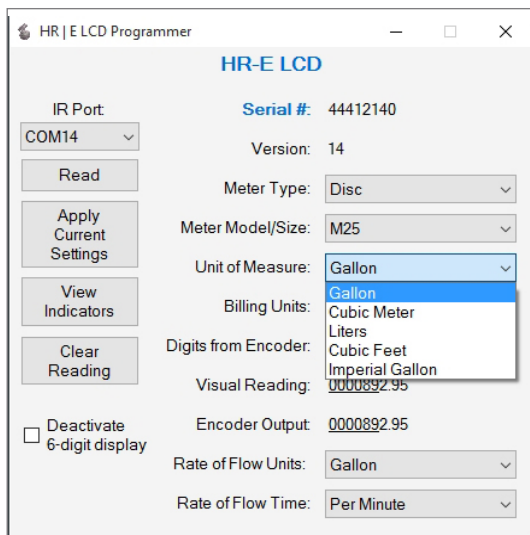 HR | E LCD Programmer
HR-E LCD
IR Port:
COM14
Read
Apply
Current
Settings
View
Indicators
Clear
Reading
Deactivate
6-digit display
Serial #: 44412140
Version: 14
Meter Type: Disc
Meter Model/Size: M25
Unit of Measure: Gallon
Gallon
Cubic Meter
Liters
Cubic Feet
Imperial Gallon
Billing Units:
Digits from Encoder:
Visual Reading: 0000892.95
Encoder Output: 0000892.95
Rate of Flow Units: Gallon
Rate of Flow Time: Per Minute